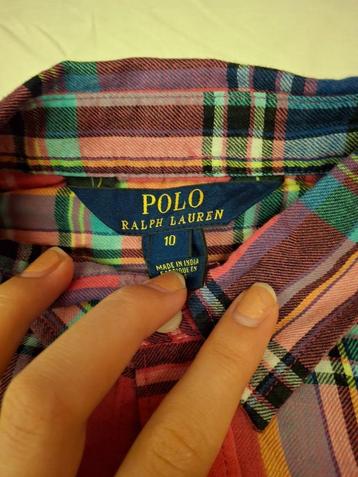 POLO
RALPH LAUREN
10
MADE IN INDIA